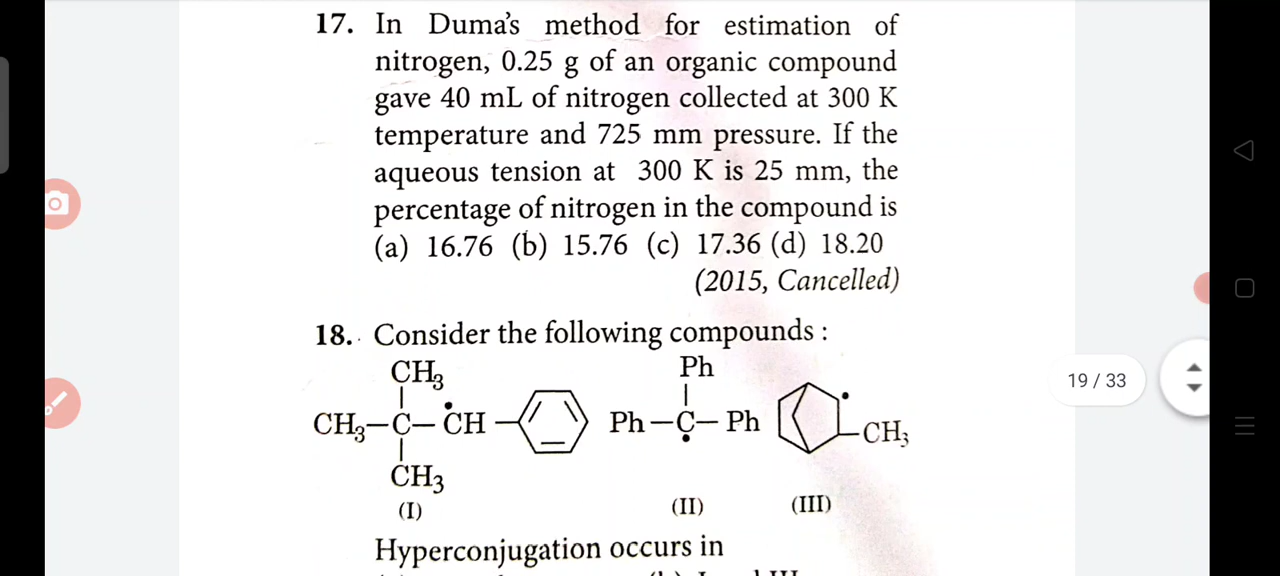 17. In Duma's method for estimation of
nitrogen, 0.25 g of an organic compound
gave 40 mL of nitrogen collected at 300 K
temperature and 725 mm pressure. If the
aqueous tension at 300 K is 25 mm, the
percentage of nitrogen in the compound is
(a) 16.76 (b) 15.76 (c) 17.36 (d) 18.20
(2015, Cancelled)
18. Consider the following compounds :
CH3 Ph
CH3—C—ĊH Ph—C—Ph CH3
CH3
(I) (II) (III)
Hyperconjugation occurs in
19 / 33